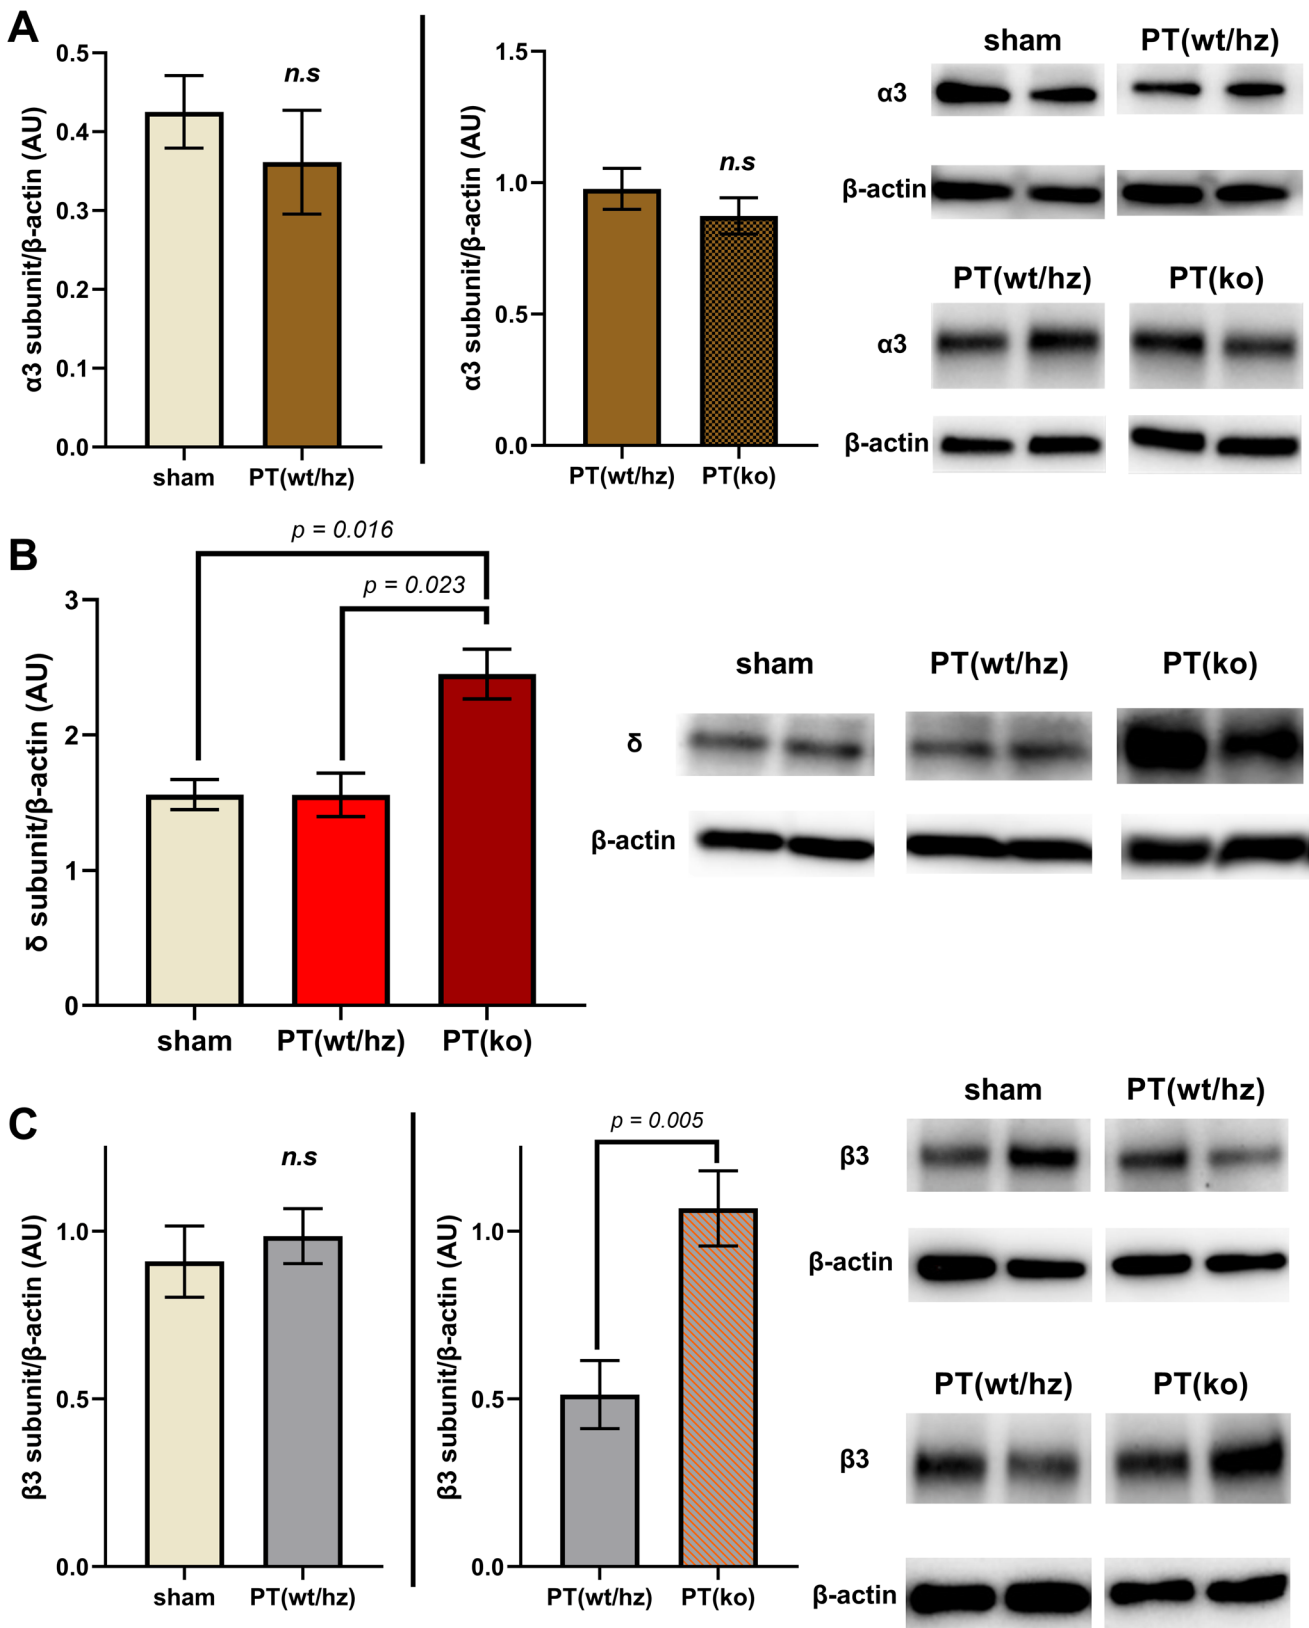 A
α3 subunit/β-actin (AU)
0.5
0.4
0.3
0.2
0.1
0.0
n.s
sham
PT(wt/hz)
α3 subunit/β-actin (AU)
1.5
1.0
0.5
0.0
n.s
PT(wt/hz)
PT(ko)
sham
PT(wt/hz)
α3
β-actin
PT(wt/hz)
PT(ko)
α3
β-actin
B
δ subunit/β-actin (AU)
3
2
1
0
p = 0.016
p = 0.023
sham
PT(wt/hz)
PT(ko)
sham
PT(wt/hz)
PT(ko)
δ
β-actin
C
β3 subunit/β-actin (AU)
1.0
0.5
0.0
n.s
sham
PT(wt/hz)
β3 subunit/β-actin (AU)
1.0
0.5
0.0
p = 0.005
PT(wt/hz)
PT(ko)
sham
PT(wt/hz)
β3
β-actin
PT(wt/hz)
PT(ko)
β3
β-actin